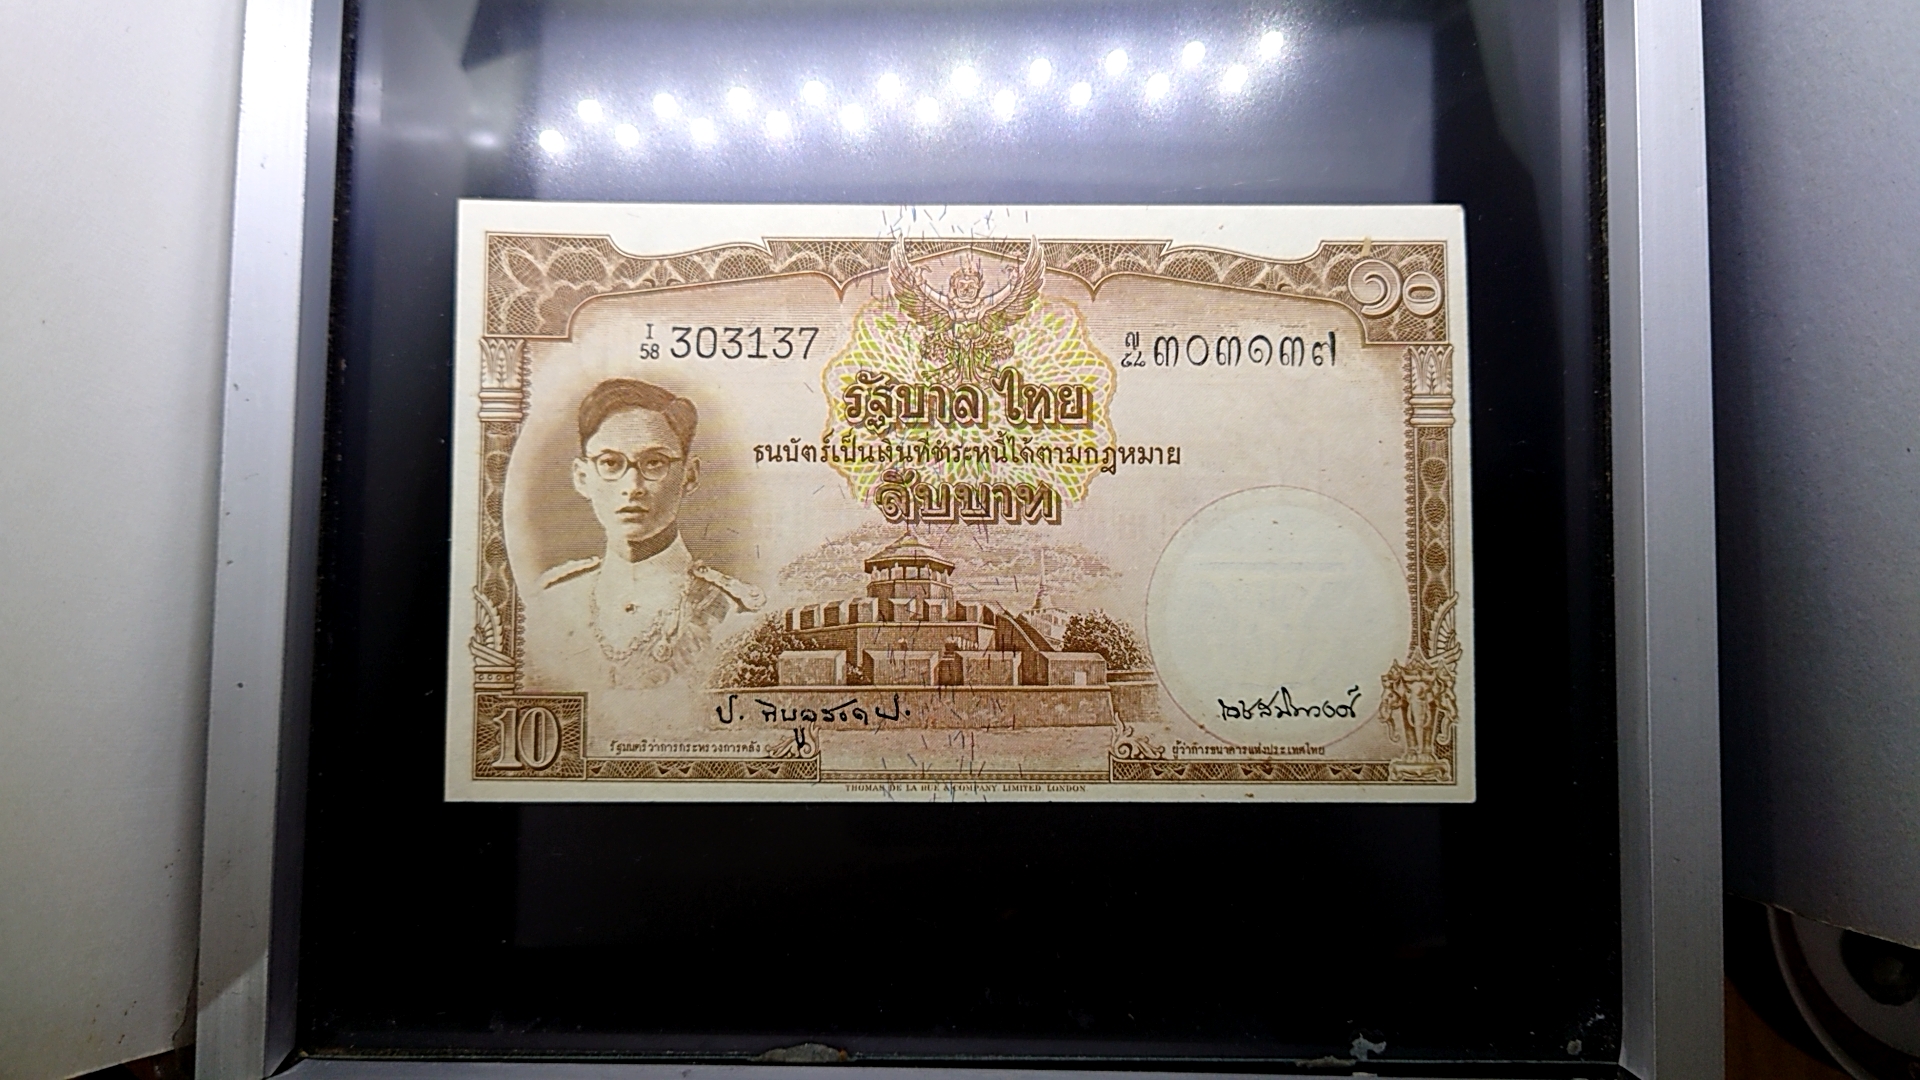 ๑๐
I
58 303137
ญ
๕๘ ๓๐๓๑๓๗
รัฐบาลไทย
ธนบัตร์เป็นเงินที่ชำระหนี้ได้ตามกฎหมาย
สิบบาท
10
รัฐมนตรีว่าการกระทรวงการคลัง
ผู้ว่าการธนาคารแห่งประเทศไทย
THOMAS DE LA RUE & COMPANY, LIMITED, LONDON.